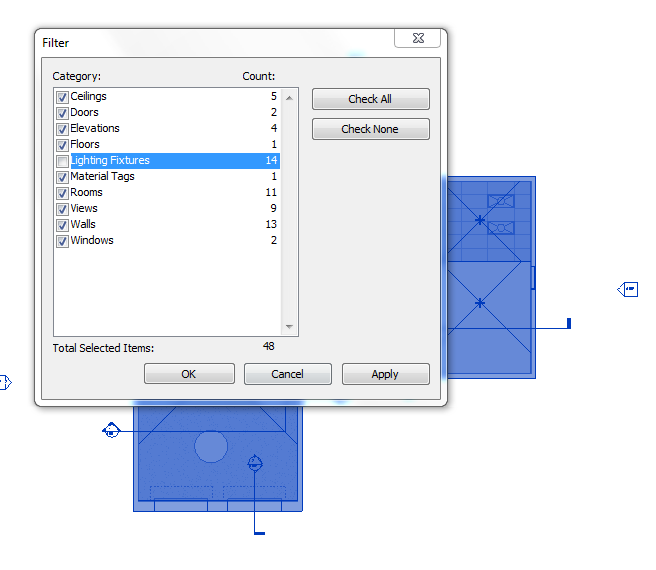 Filter
Category: Count:
Ceilings 5
Doors 2
Elevations 4
Floors 1
Lighting Fixtures 14
Material Tags 1
Rooms 11
Views 9
Walls 13
Windows 2
Check All
Check None
Total Selected Items: 48
OK Cancel Apply